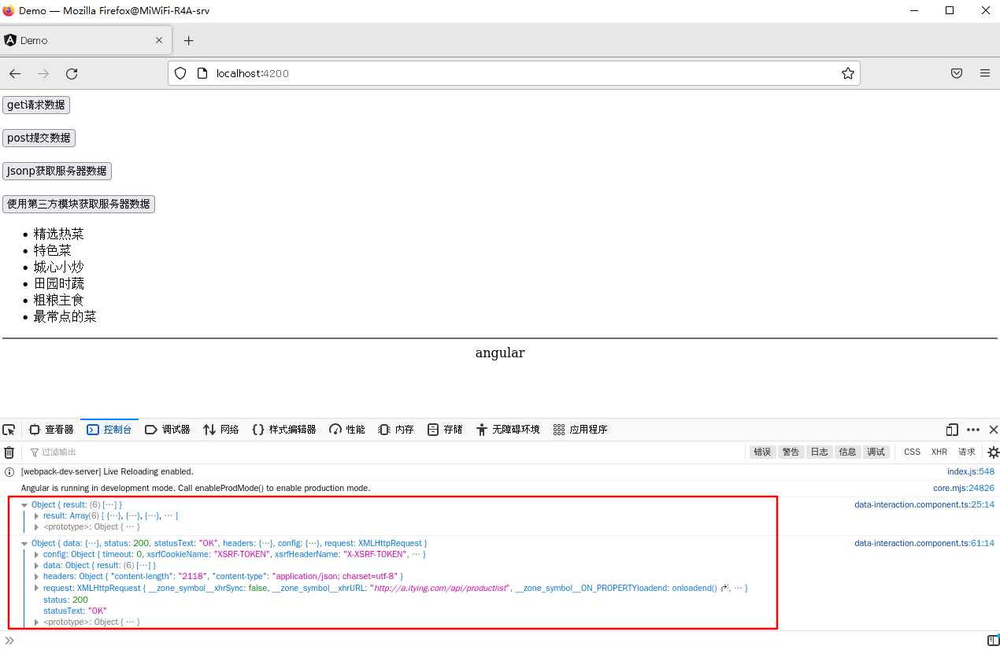 Demo — Mozilla Firefox@MiWiFi-R4A-srv
Demo
localhost:4200
get请求数据
post提交数据
Jsonp获取服务器数据
使用第三方模块获取服务器数据
精选热菜
特色菜
城心小炒
田园时蔬
粗粮主食
最常点的菜
angular
查看器 控制台 调试器 网络 样式编辑器 性能 内存 存储 无障碍环境 应用程序
过滤输出 错误 警告 日志 信息 调试 CSS XHR 请求
[webpack-dev-server] Live Reloading enabled. index.js:548
Angular is running in development mode. Call enableProdMode() to enable production mode. core.mjs:24826
Object { result: (6) […] } data-interaction.component.ts:25:14
result: Array(6) [ {…}, {…}, {…}, … ]
<prototype>: Object { … }
Object { data: {…}, status: 200, statusText: "OK", headers: {…}, config: {…}, request: XMLHttpRequest } data-interaction.component.ts:61:14
config: Object { timeout: 0, xsrfCookieName: "XSRF-TOKEN", xsrfHeaderName: "X-XSRF-TOKEN", … }
data: Object { result: (6) […] }
headers: Object { "content-length": "2118", "content-type": "application/json; charset=utf-8" }
request: XMLHttpRequest { __zone_symbol__xhrSync: false, __zone_symbol__xhrURL: "http://a.itying.com/api/productlist", __zone_symbol__ON_PROPERTYloadend: onloadend(), … }
status: 200
statusText: "OK"
<prototype>: Object { … }